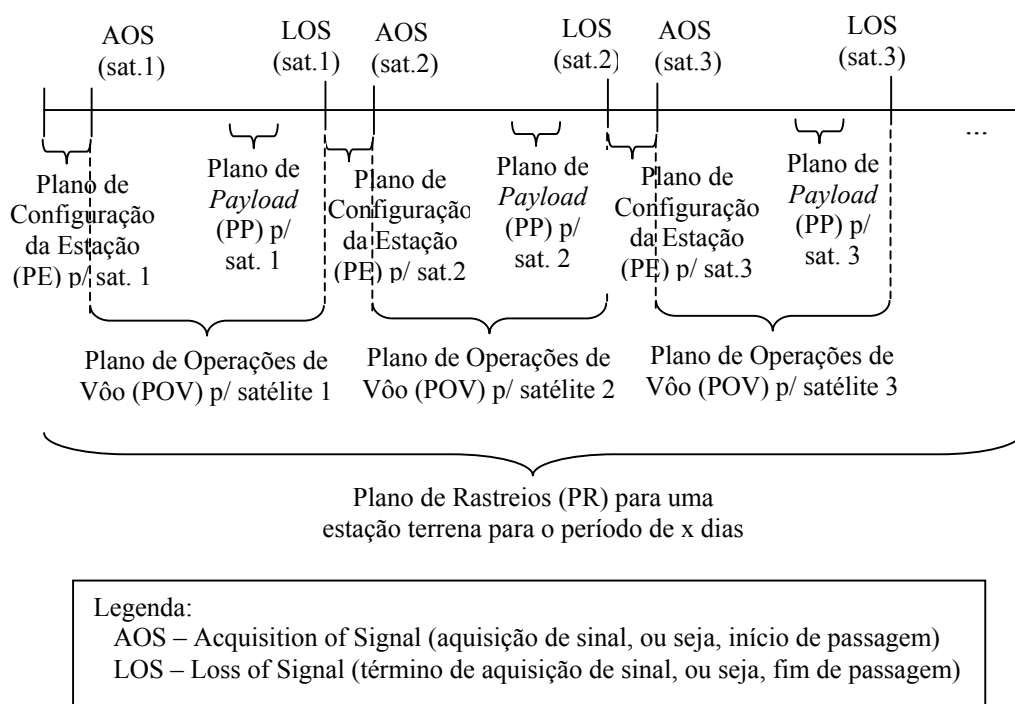 AOS
(sat.1)
LOS
(sat.1)
AOS
(sat.2)
LOS
(sat.2)
AOS
(sat.3)
LOS
(sat.3)
...
Plano de
Configuração
da Estação
(PE) p/ sat. 1
Plano de
Payload
(PP) p/
sat. 1
Plano de
Configuração
da Estação
(PE) p/ sat.2
Plano de
Payload
(PP) p/
sat. 2
Plano de
Configuração
da Estação
(PE) p/ sat.3
Plano de
Payload
(PP) p/
sat. 3
Plano de Operações de
Vôo (POV) p/ satélite 1
Plano de Operações de
Vôo (POV) p/ satélite 2
Plano de Operações de
Vôo (POV) p/ satélite 3
Plano de Rastreios (PR) para uma
estação terrena para o período de x dias
Legenda:
AOS – Acquisition of Signal (aquisição de sinal, ou seja, início de passagem)
LOS – Loss of Signal (término de aquisição de sinal, ou seja, fim de passagem)